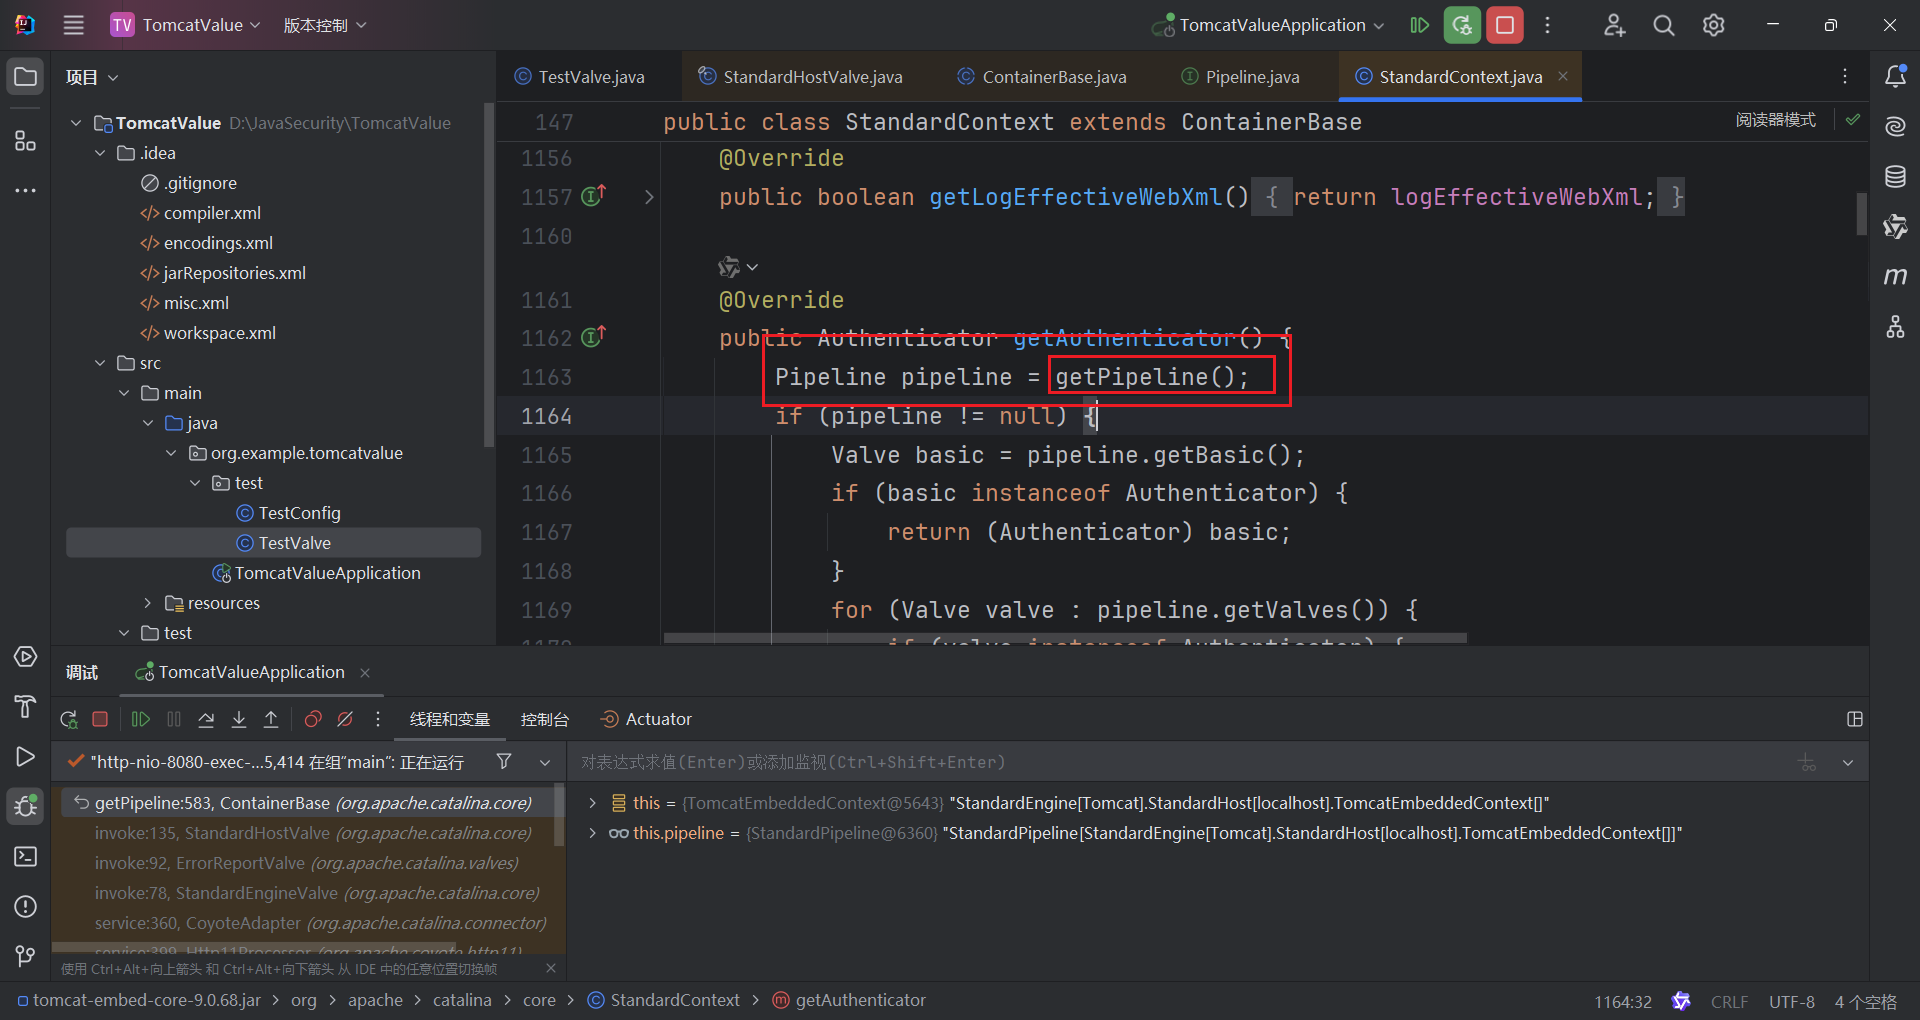 TV TomcatValue 版本控制 TomcatValueApplication
项目
TomcatValue D:\JavaSecurity\TomcatValue
.idea
.gitignore
compiler.xml
encodings.xml
jarRepositories.xml
misc.xml
workspace.xml
src
main
java
org.example.tomcatvalue
test
TestConfig
TestValve
TomcatValueApplication
resources
test
TestValve.java StandardHostValve.java ContainerBase.java Pipeline.java StandardContext.java
147 public class StandardContext extends ContainerBase
阅读器模式
1156 @Override
1157 public boolean getLogEffectiveWebXml() { return logEffectiveWebXml; }
1160
1161 @Override
1162 public Authenticator getAuthenticator() {
1163 Pipeline pipeline = getPipeline();
1164 if (pipeline != null) {
1165 Valve basic = pipeline.getBasic();
1166 if (basic instanceof Authenticator) {
1167 return (Authenticator) basic;
1168 }
1169 for (Valve valve : pipeline.getValves()) {
1170 if (valve instanceof Authenticator) {
调试 TomcatValueApplication
线程和变量 控制台 Actuator
"http-nio-8080-exec-...5,414 在组"main": 正在运行
getPipeline:583, ContainerBase (org.apache.catalina.core)
invoke:135, StandardHostValve (org.apache.catalina.core)
invoke:92, ErrorReportValve (org.apache.catalina.valves)
invoke:78, StandardEngineValve (org.apache.catalina.core)
service:360, CoyoteAdapter (org.apache.catalina.connector)
service:399, Http11Processor (org.apache.coyote.http11)
使用 Ctrl+Alt+向上箭头 和 Ctrl+Alt+向下箭头 从 IDE 中的任意位置切换帧
对表达式求值(Enter)或添加监视(Ctrl+Shift+Enter)
this = {TomcatEmbeddedContext@5643} "StandardEngine[Tomcat].StandardHost[localhost].TomcatEmbeddedContext[]"
this.pipeline = {StandardPipeline@6360} "StandardPipeline[StandardEngine[Tomcat].StandardHost[localhost].TomcatEmbeddedContext[]]"
tomcat-embed-core-9.0.68.jar > org > apache > catalina > core > StandardContext > getAuthenticator
1164:32 CRLF UTF-8 4 个空格